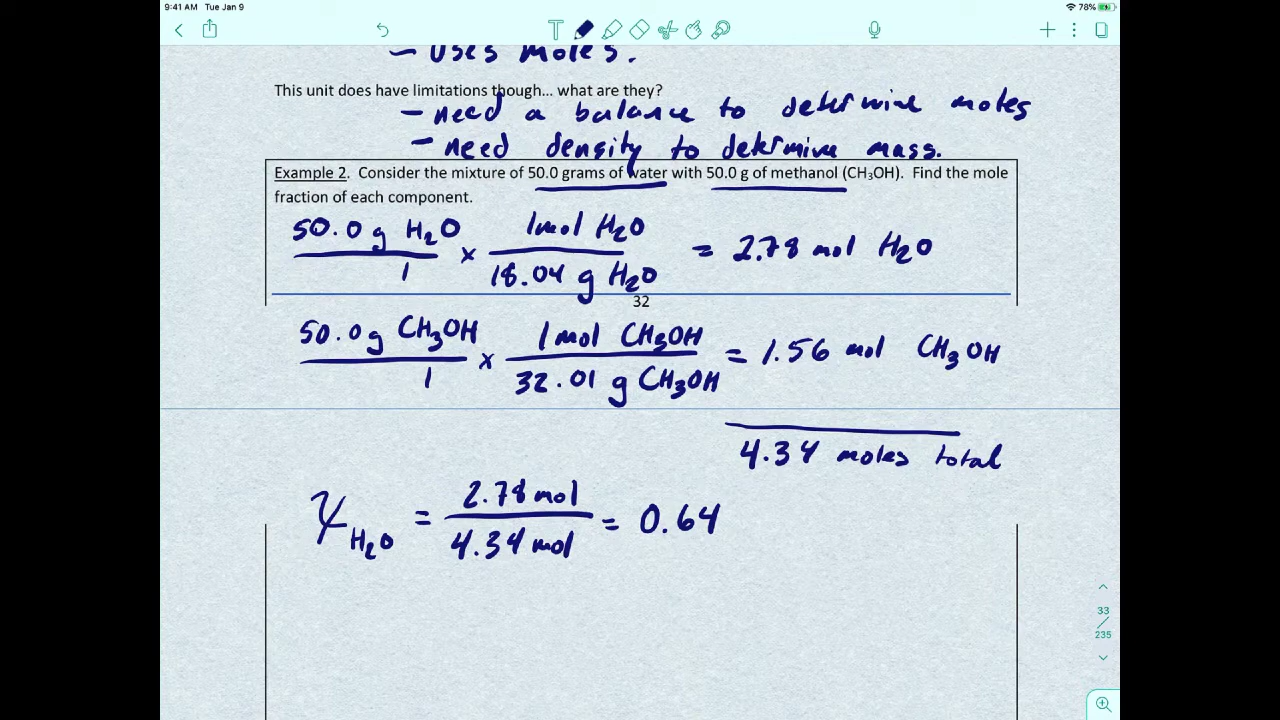 9:41 AM Tue Jan 9
78%
- uses moles.
This unit does have limitations though... what are they?
- need a balance to determine moles
- need density to determine mass.
Example 2. Consider the mixture of 50.0 grams of water with 50.0 g of methanol (CH₃OH). Find the mole
fraction of each component.
50.0 g H₂O / 1 × 1 mol H₂O / 18.04 g H₂O = 2.78 mol H₂O
32
50.0 g CH₃OH / 1 × 1 mol CH₃OH / 32.01 g CH₃OH = 1.56 mol CH₃OH
4.34 moles total
χ H₂O = 2.78 mol / 4.34 mol = 0.64
33
/
235